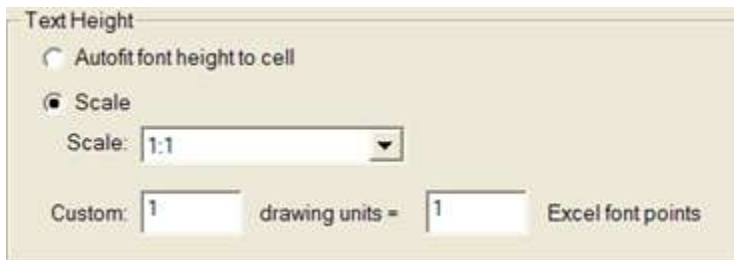 Text Height
Autofit font height to cell
Scale
Scale: 1:1
Custom: 1 drawing units = 1 Excel font points